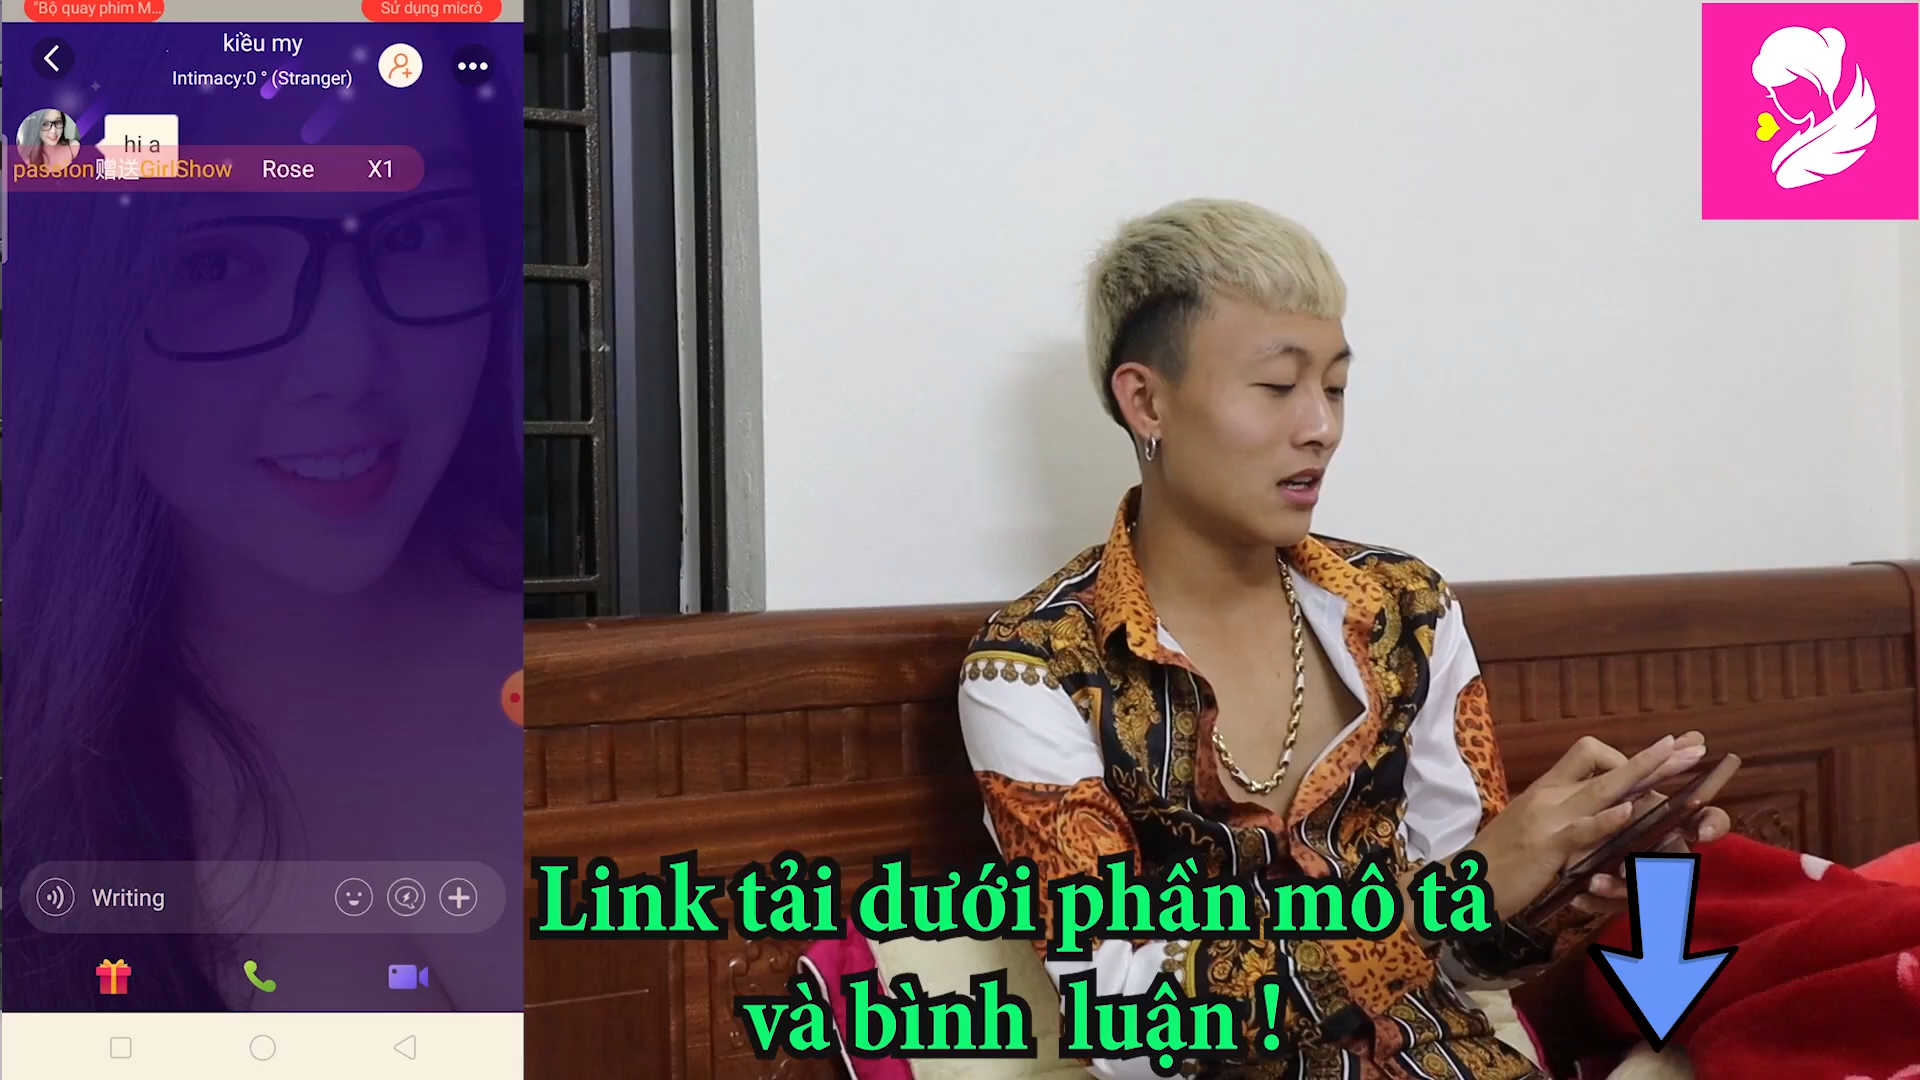 "Bộ quay phim M...
Sử dụng micrô
kiều my
Intimacy:0 ° (Stranger)
hi a
passion赠送GirlShow Rose X1
Writing
Link tải dưới phần mô tả
và bình luận !